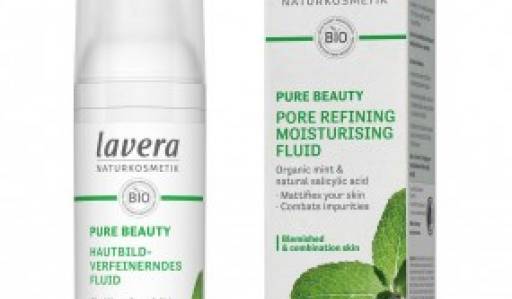 lavera
NATURKOSMETIK
BIO
PURE BEAUTY
HAUTBILD-
VERFEINERNDES
FLUID
NATURKOSMETIK
BIO
PURE BEAUTY
PORE REFINING
MOISTURISING
FLUID
Organic mint &
natural salicylic acid
· Mattifies your skin
· Combats impurities
Blemished
& combination skin